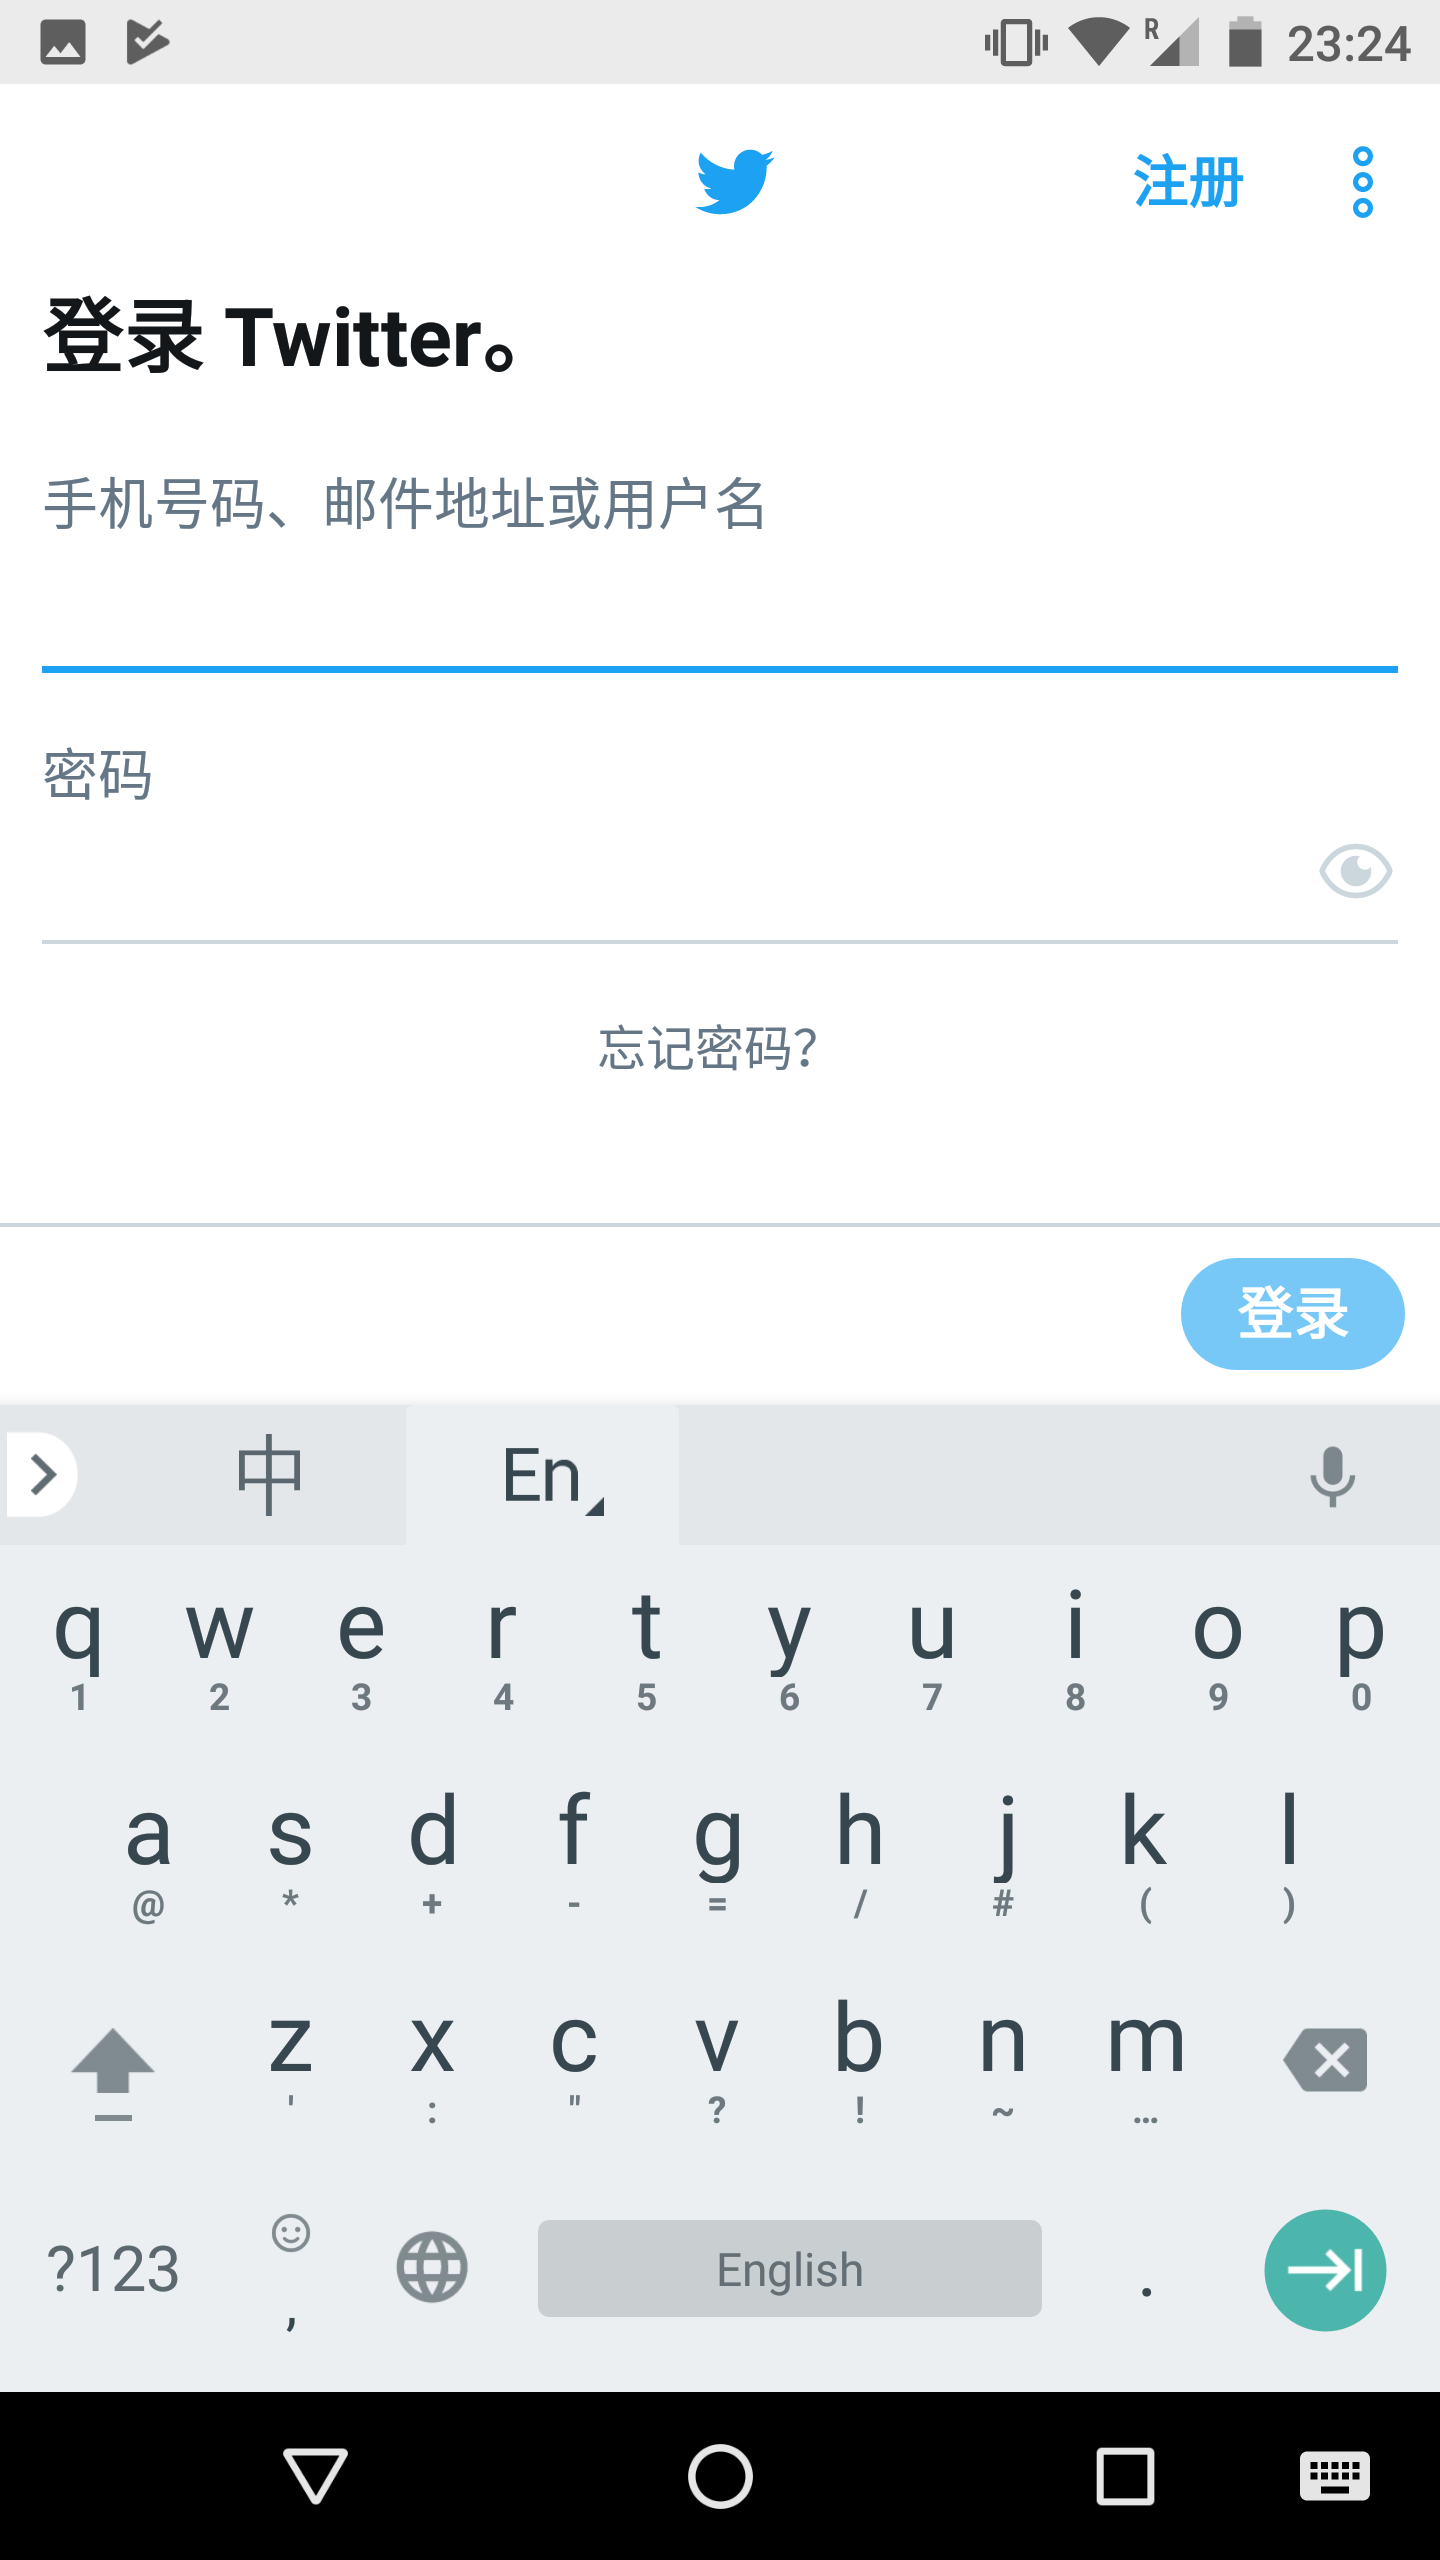 R 23:24
注册
登录 Twitter。
手机号码、邮件地址或用户名
密码
忘记密码?
登录
中 En
q w e r t y u i o p
1 2 3 4 5 6 7 8 9 0
a s d f g h j k l
@ * + - = / # ( )
z x c v b n m
' : " ? ! ~ …
?123 , English .